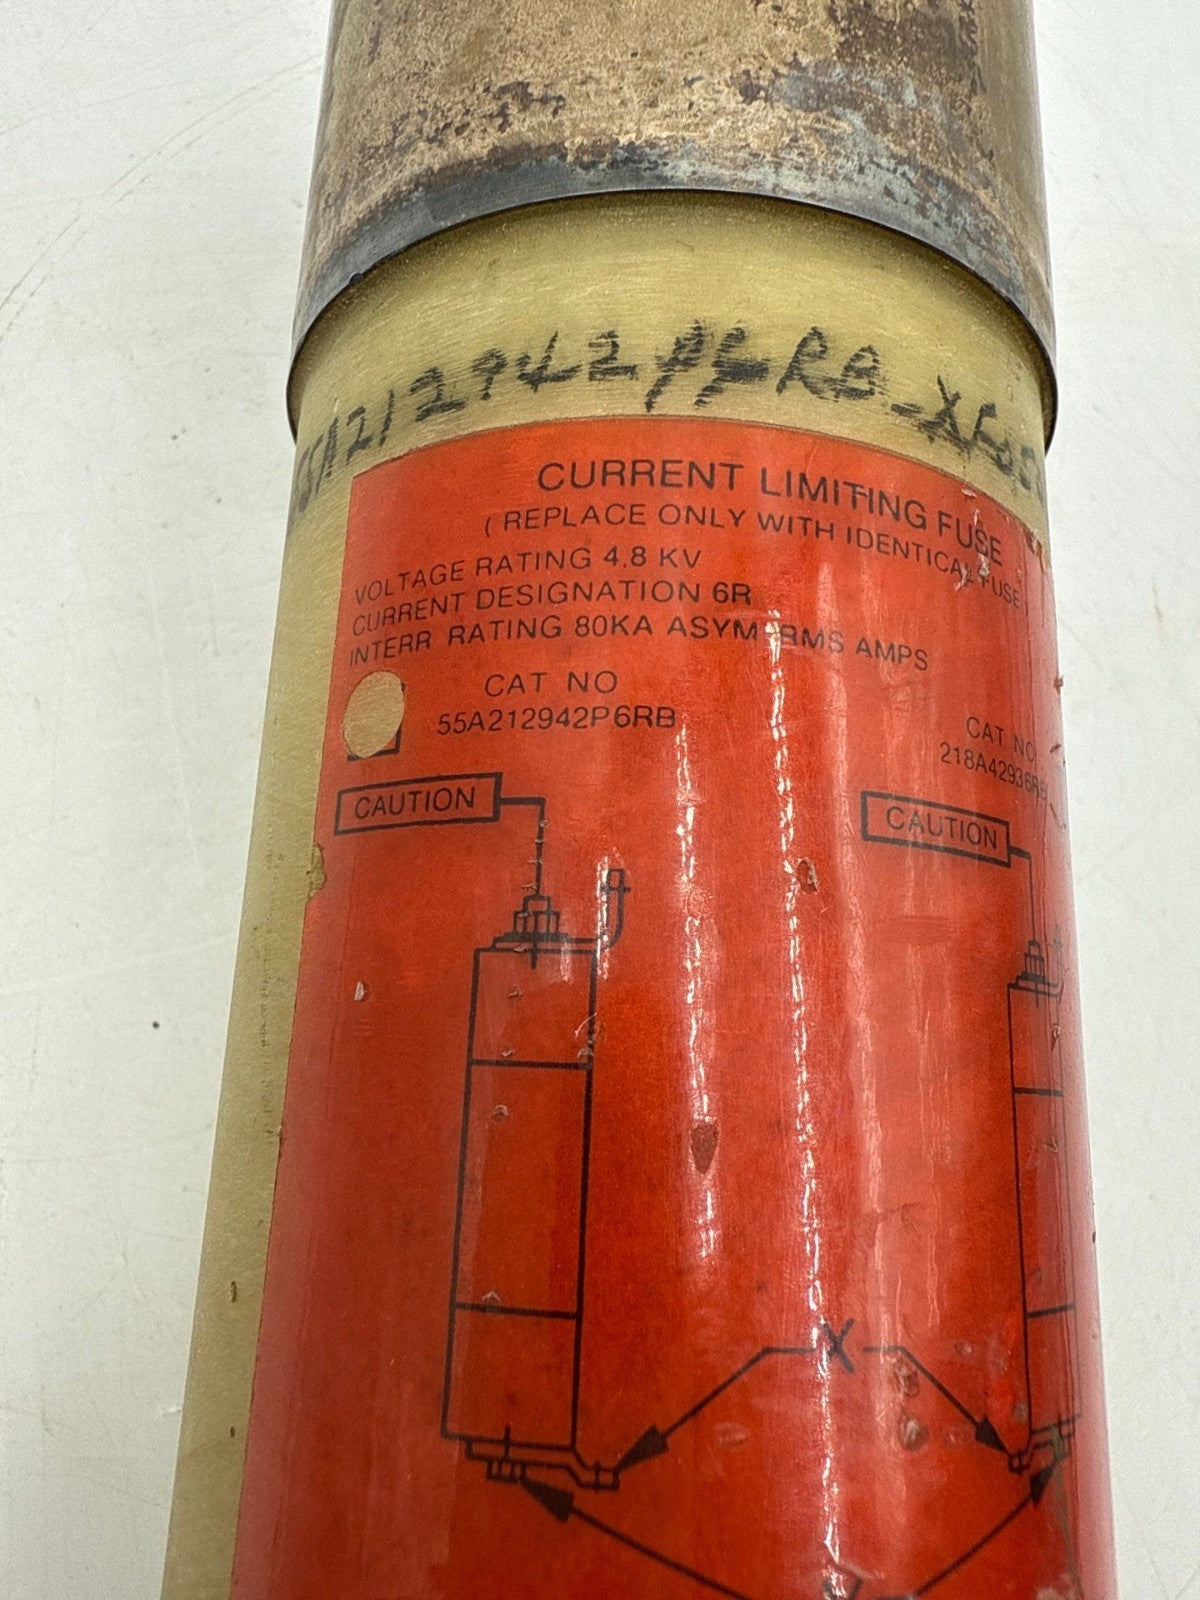 CURRENT LIMITING FUSE
( REPLACE ONLY WITH IDENTICAL FUSE
VOLTAGE RATING 4.8 KV
CURRENT DESIGNATION 6R
INTERR RATING 80KA ASYM RMS AMPS
CAT NO
55A212942P6RB
CAT NO
218A42936RB
CAUTION
CAUTION
X